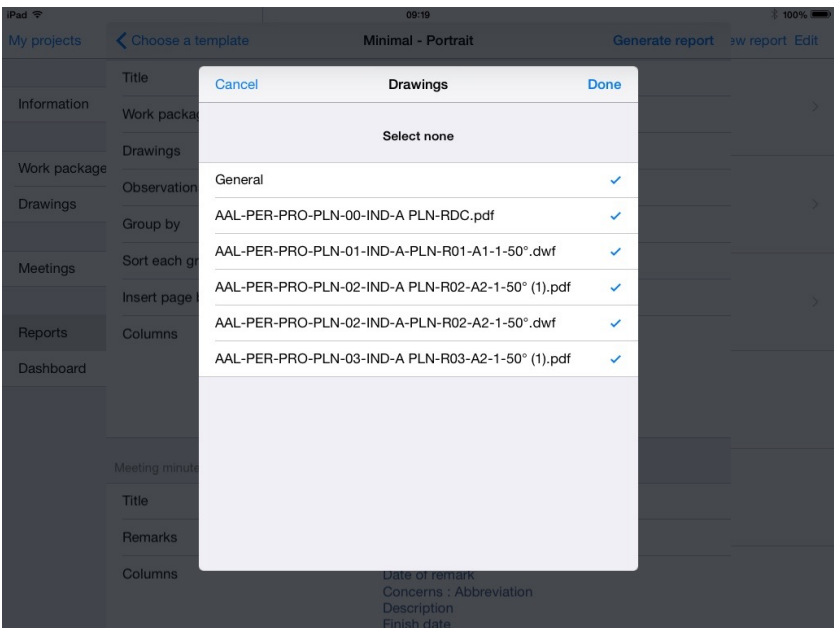 iPad 09:19 100%
My projects Choose a template Minimal - Portrait Generate report ew report Edit
Title
Cancel Drawings Done
Information
Work packag
Select none
Drawings
Work package
General
Observation
Drawings
AAL-PER-PRO-PLN-00-IND-A PLN-RDC.pdf
Group by
AAL-PER-PRO-PLN-01-IND-A-PLN-R01-A1-1-50°.dwf
Sort each gr
Meetings
AAL-PER-PRO-PLN-02-IND-A PLN-R02-A2-1-50° (1).pdf
Insert page b
AAL-PER-PRO-PLN-02-IND-A-PLN-R02-A2-1-50°.dwf
Reports
Columns
AAL-PER-PRO-PLN-03-IND-A PLN-R03-A2-1-50° (1).pdf
Dashboard
Meeting minute
Title
Remarks
Columns
Date of remark
Concerns : Abbreviation
Description
Finish date